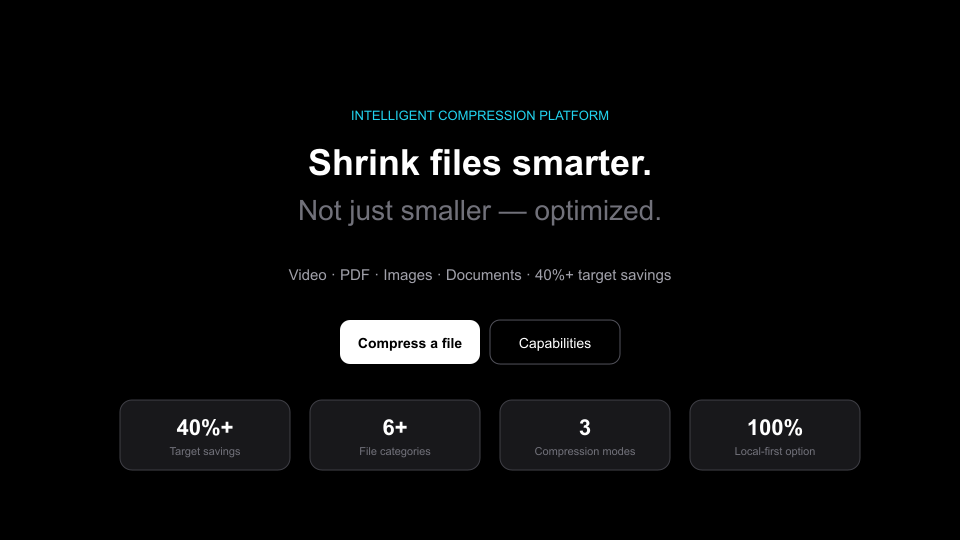 INTELLIGENT COMPRESSION PLATFORM
Shrink files smarter.
Not just smaller — optimized.
Video · PDF · Images · Documents · 40%+ target savings
Compress a file
Capabilities
40%+
Target savings
6+
File categories
3
Compression modes
100%
Local-first option